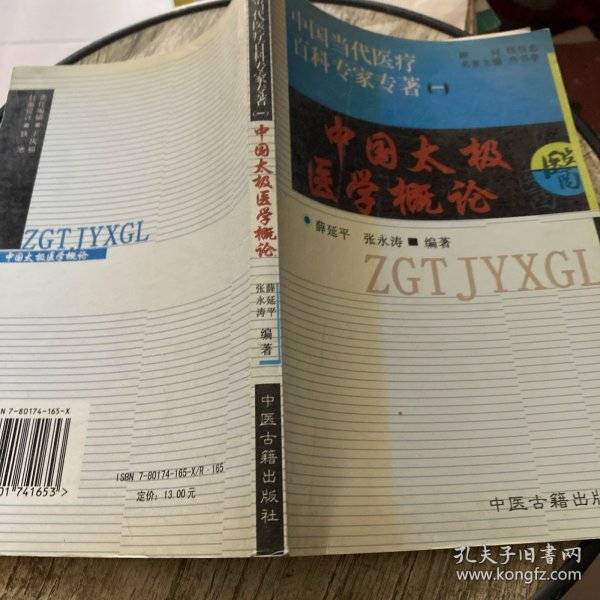 中国当代医疗
百科专家专著(一)
中国太极
医学概论
薛延平 张永涛■编著
ZGTJYXGL
中医古籍出版
当代医疗百科专家专著(一)
中国太极医学概论
薛延平
张永涛
编著
中医古籍出版社
ZGTJYXGL
中国太极医学概论
ISBN 7-80174-165-X/R·165
定价：13.00元
N 7-80174-165-X
01741653>
孔夫子旧书网
www.kongfz.com